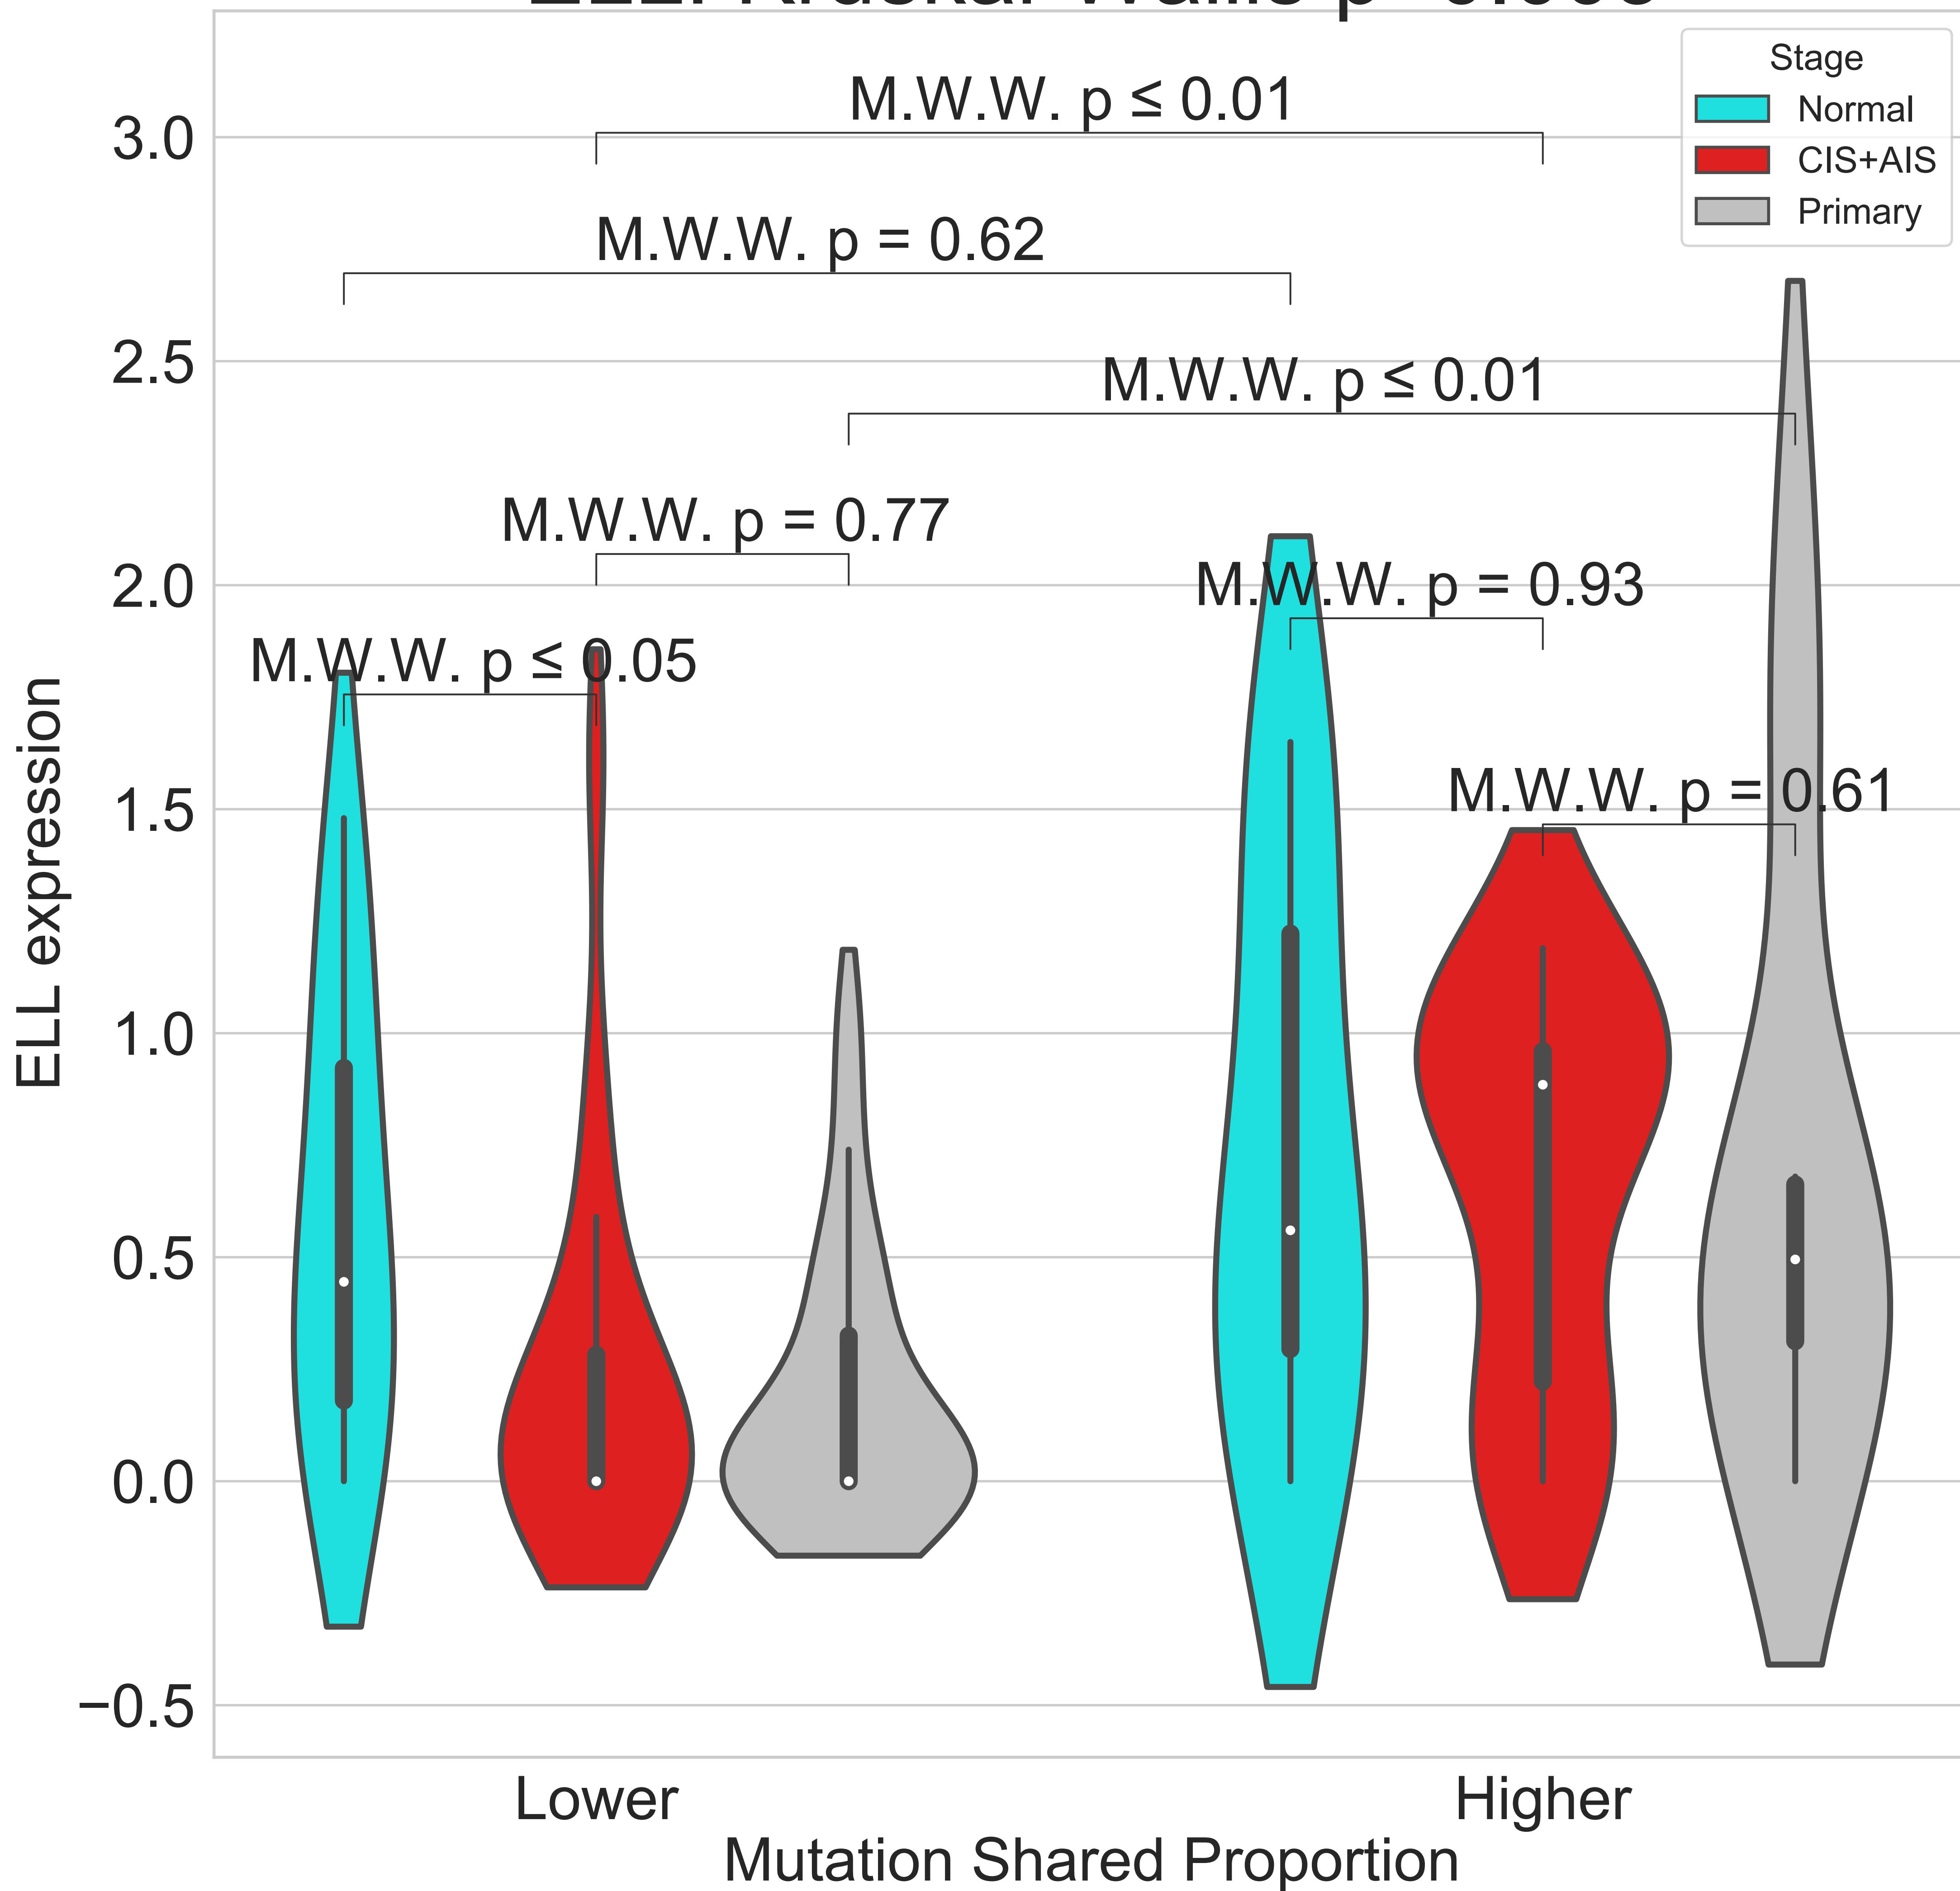 Stage
Normal
CIS+AIS
Primary
M.W.W. p ≤ 0.01
M.W.W. p = 0.62
M.W.W. p ≤ 0.01
M.W.W. p = 0.77
M.W.W. p = 0.93
M.W.W. p ≤ 0.05
M.W.W. p = 0.61
3.0
2.5
2.0
1.5
1.0
0.5
0.0
−0.5
ELL expression
Lower
Higher
Mutation Shared Proportion